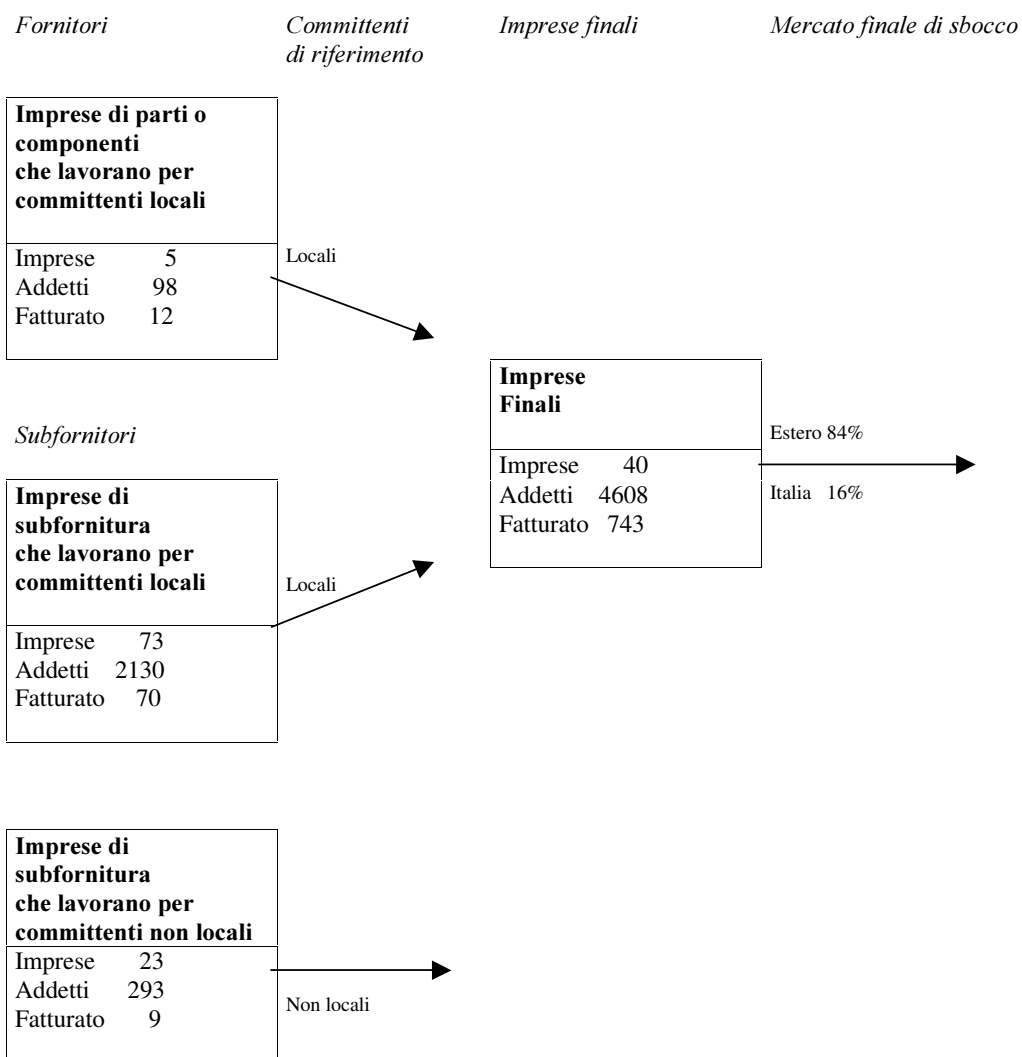 Fornitori
Committenti
di riferimento
Imprese finali
Mercato finale di sbocco
Imprese di parti o
componenti
che lavorano per
committenti locali
Imprese 5
Addetti 98
Fatturato 12
Locali
Subfornitori
Imprese di
subfornitura
che lavorano per
committenti locali
Imprese 73
Addetti 2130
Fatturato 70
Locali
Imprese
Finali
Imprese 40
Addetti 4608
Fatturato 743
Estero 84%
Italia 16%
Imprese di
subfornitura
che lavorano per
committenti non locali
Imprese 23
Addetti 293
Fatturato 9
Non locali